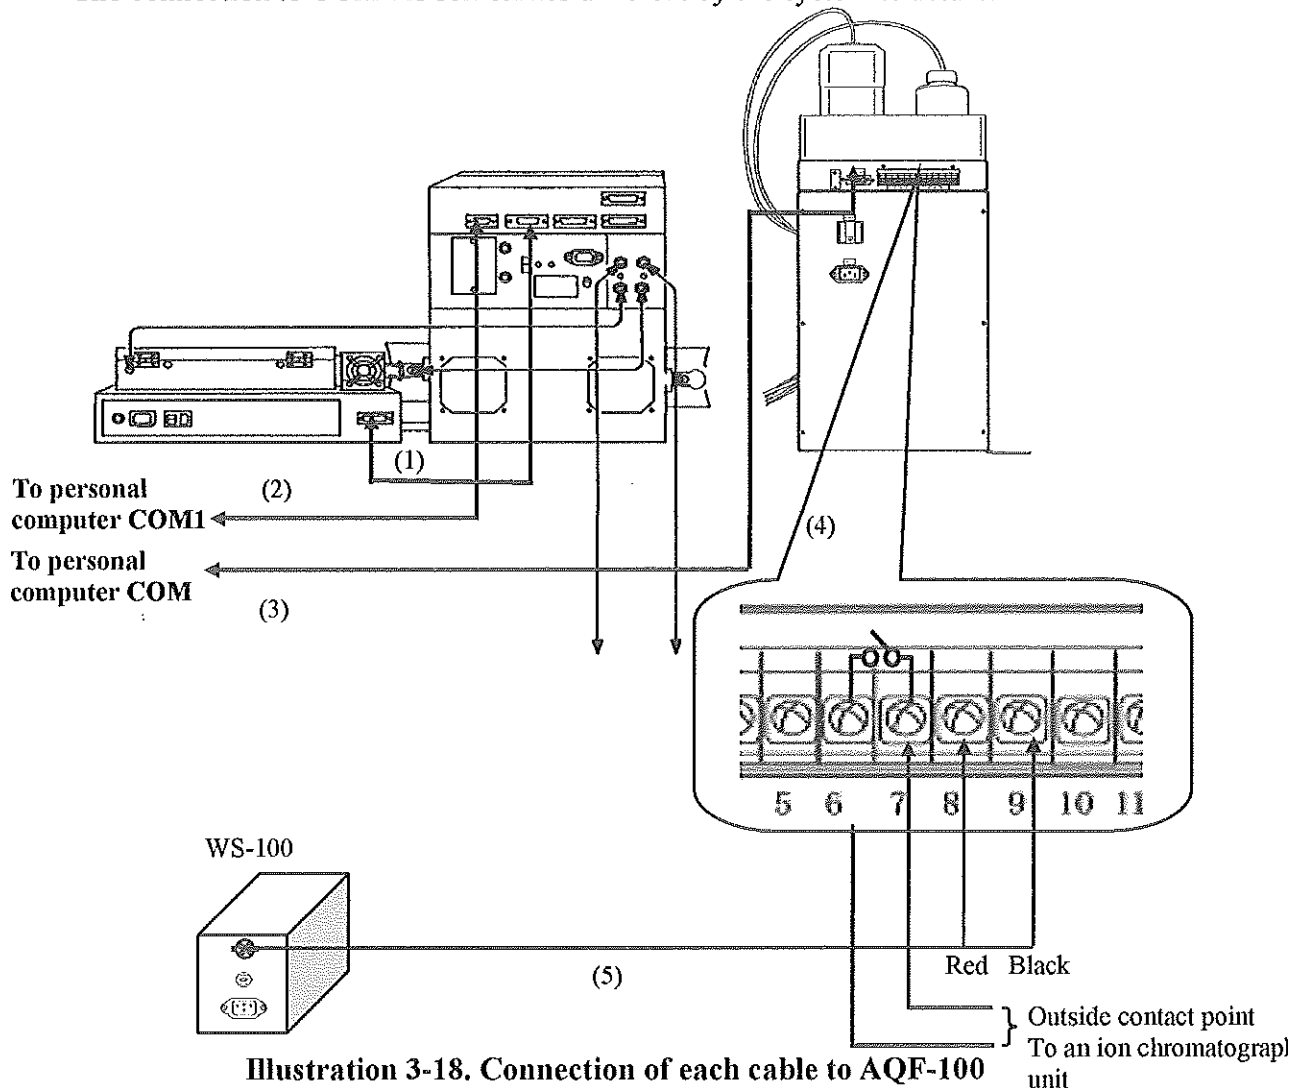 (1)
To personal (2)
computer COM1
(4)
To personal
computer COM
(3)
5 6 7 8 9 10 11
WS-100
Red Black
(5)
Outside contact point
To an ion chromatograpl
unit
Illustration 3-18. Connection of each cable to AQF-100